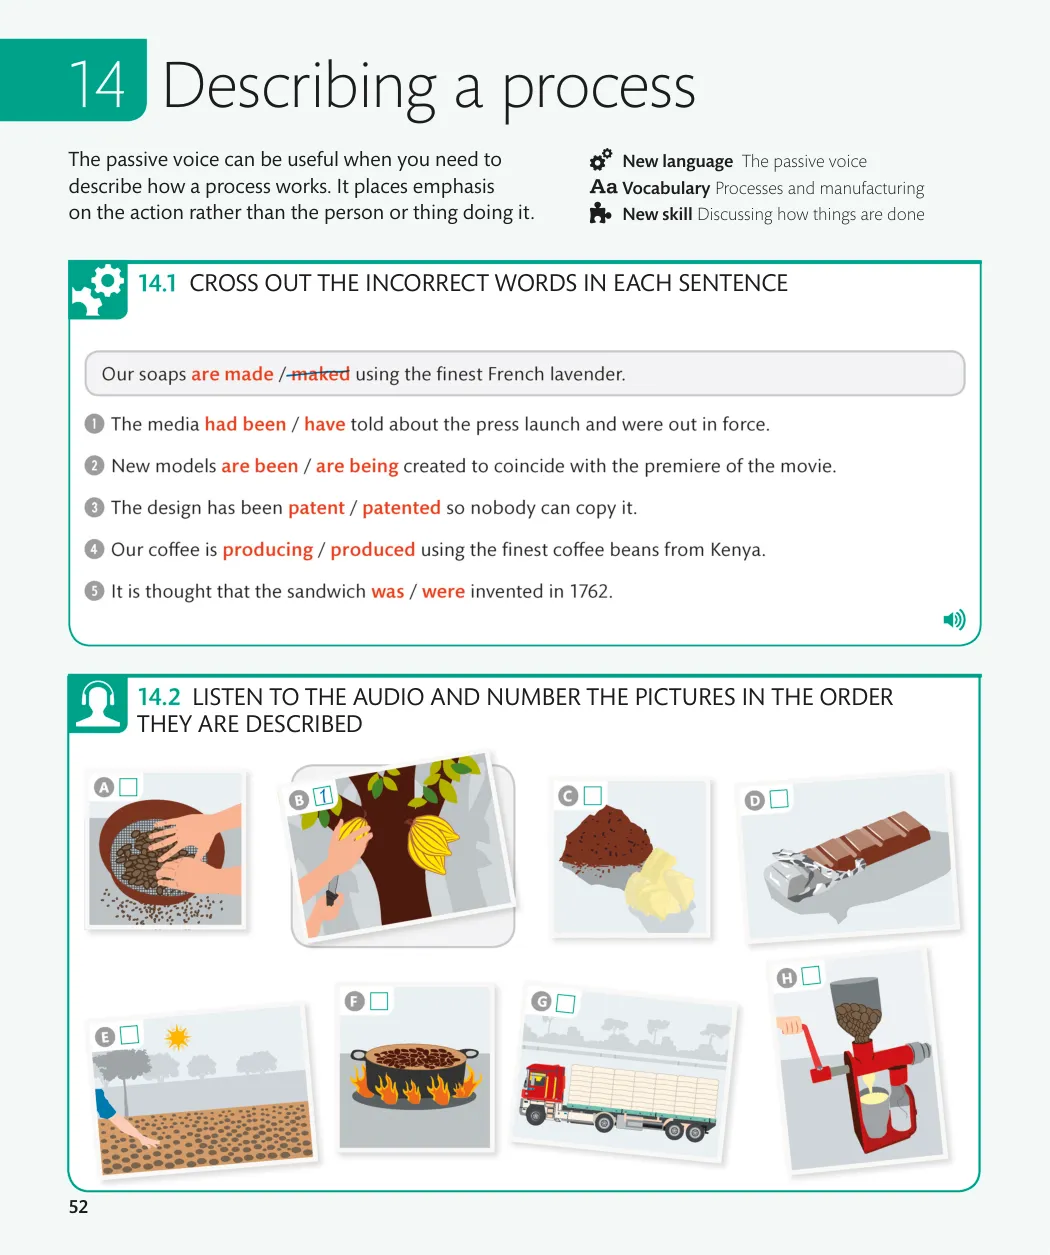 14 Describing a process
The passive voice can be useful when you need to
describe how a process works. It places emphasis
on the action rather than the person or thing doing it.
New language The passive voice
Aa Vocabulary Processes and manufacturing
New skill Discussing how things are done
14.1 CROSS OUT THE INCORRECT WORDS IN EACH SENTENCE
Our soaps are made / maked using the finest French lavender.
1 The media had been / have told about the press launch and were out in force.
2 New models are been / are being created to coincide with the premiere of the movie.
3 The design has been patent / patented so nobody can copy it.
4 Our coffee is producing / produced using the finest coffee beans from Kenya.
5 It is thought that the sandwich was / were invented in 1762.
14.2 LISTEN TO THE AUDIO AND NUMBER THE PICTURES IN THE ORDER
THEY ARE DESCRIBED
A
B 1
C
D
E
F
G
H
52